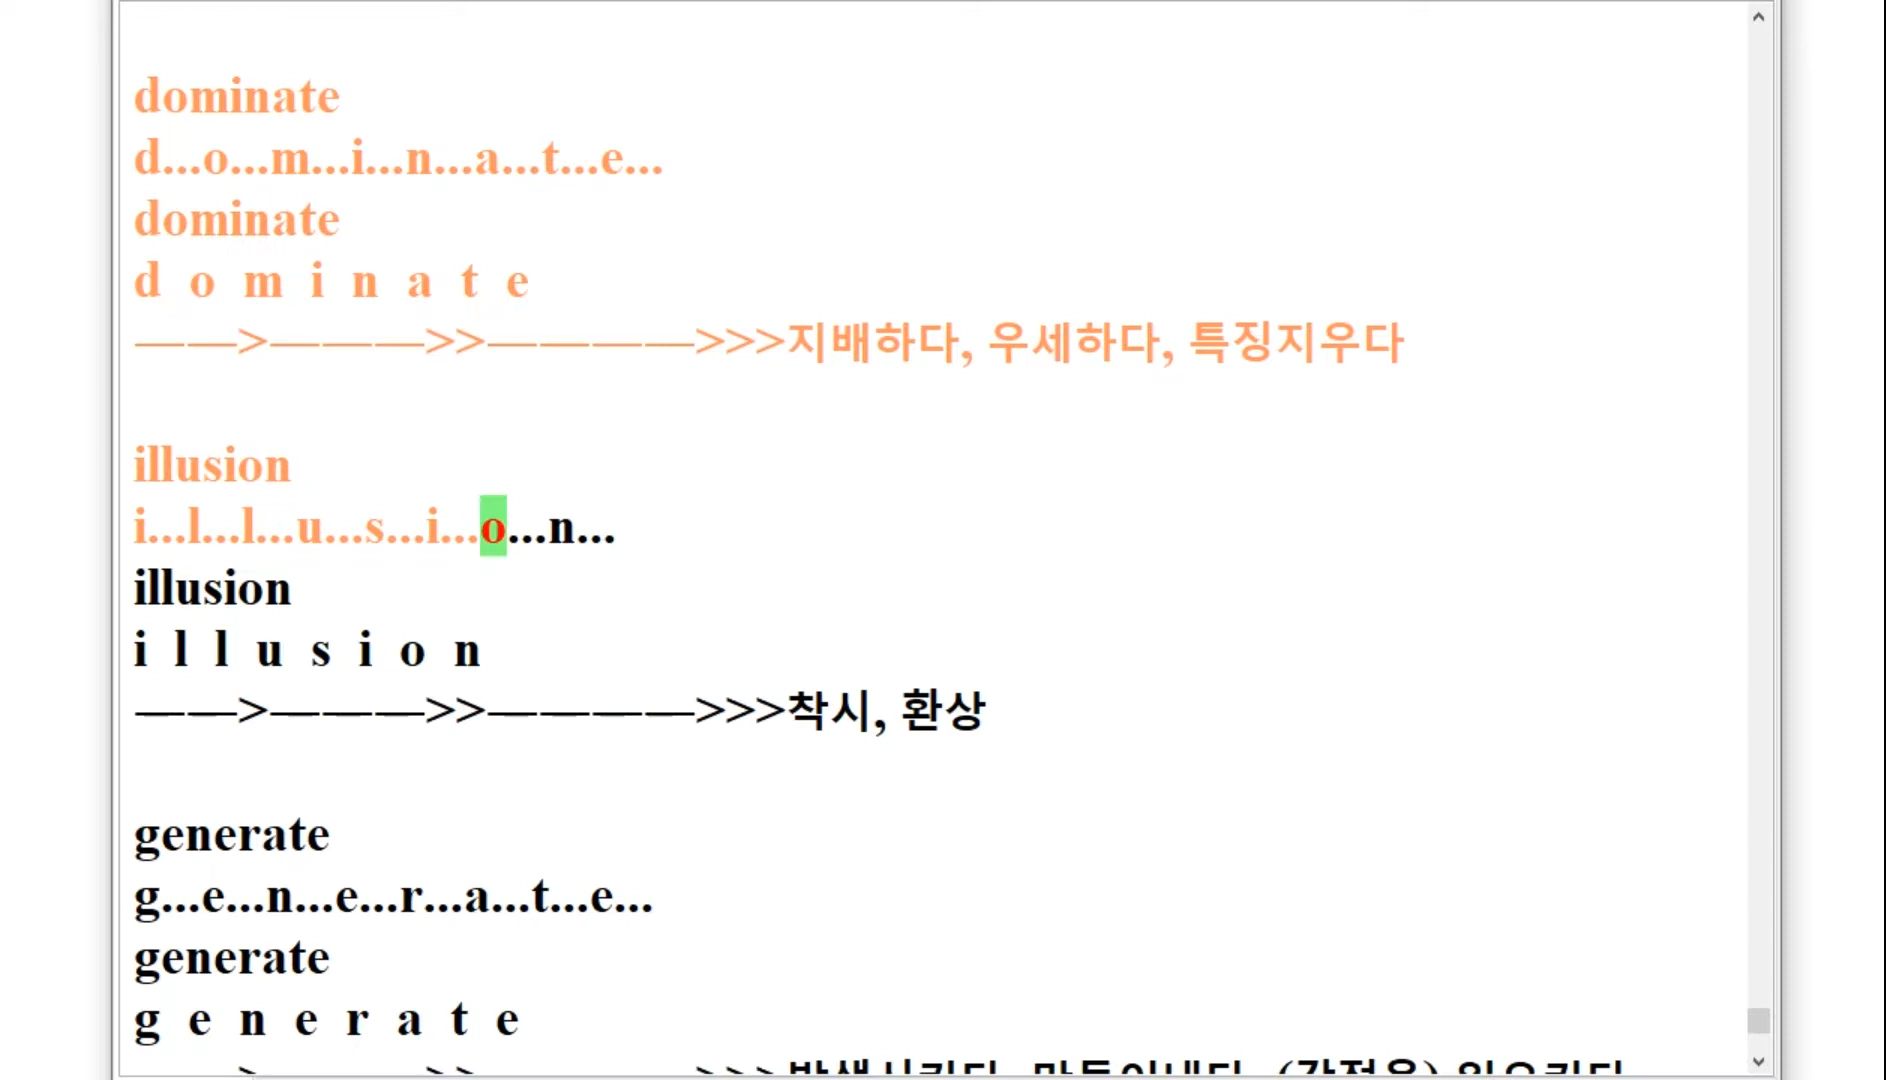 dominate
d...o...m...i...n...a...t...e...
dominate
d o m i n a t e
——>———>>————>>>지배하다, 우세하다, 특징지우다
illusion
i...l...l...u...s...i...o...n...
illusion
i l l u s i o n
——>———>>————>>>착시, 환상
generate
g...e...n...e...r...a...t...e...
generate
g e n e r a t e